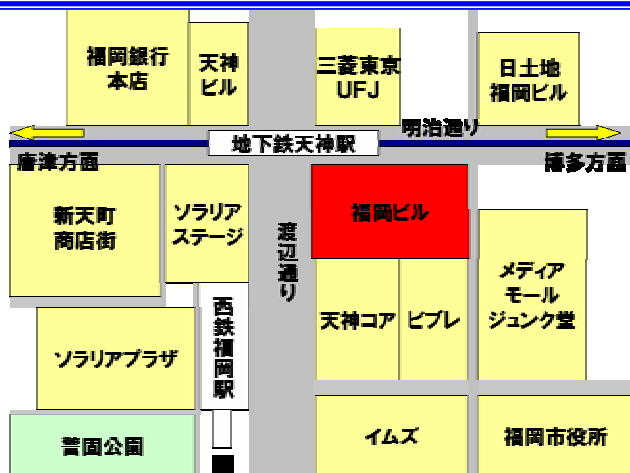 福岡銀行
本店
天神
ビル
三菱東京
UFJ
日土地
福岡ビル
明治通り
地下鉄天神駅
唐津方面
博多方面
新天町
商店街
ソラリア
ステージ
渡辺通り
福岡ビル
メディア
モール
ジュンク堂
天神コア
ビブレ
西鉄福岡駅
ソラリアプラザ
警固公園
イムズ
福岡市役所